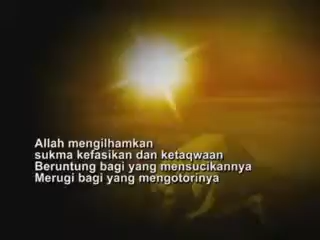 Allah mengilhamkan
sukma kefasikan dan ketaqwaan
Beruntung bagi yang mensucikannya
Merugi bagi yang mengotorinya